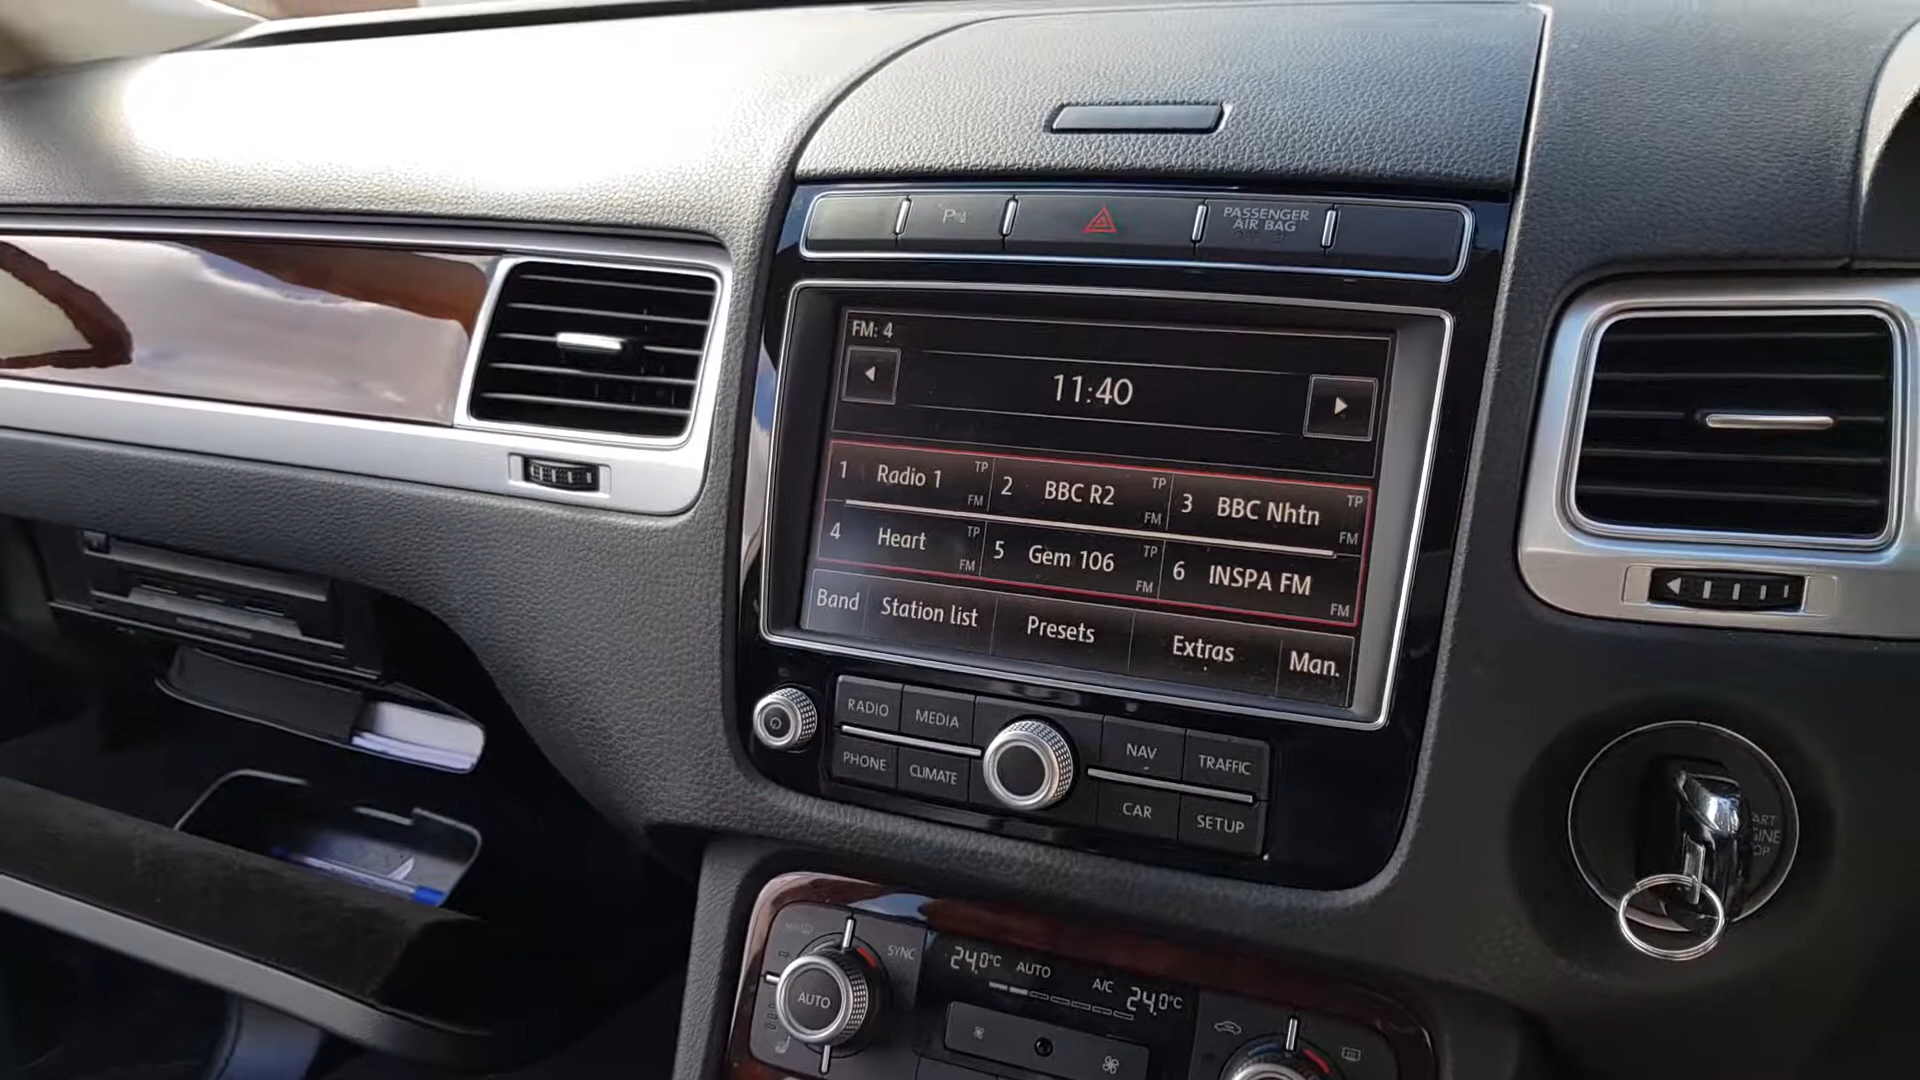 PASSENGER
AIR BAG
FM: 4
11:40
1 Radio 1 TP FM
2 BBC R2 TP FM
3 BBC Nhtn TP FM
4 Heart TP FM
5 Gem 106 TP FM
6 INSPA FM FM
Band Station list Presets Extras Man.
RADIO MEDIA NAV TRAFFIC
PHONE CLIMATE CAR SETUP
SYNC
AUTO
24.0°C AUTO A/C 24.0°C